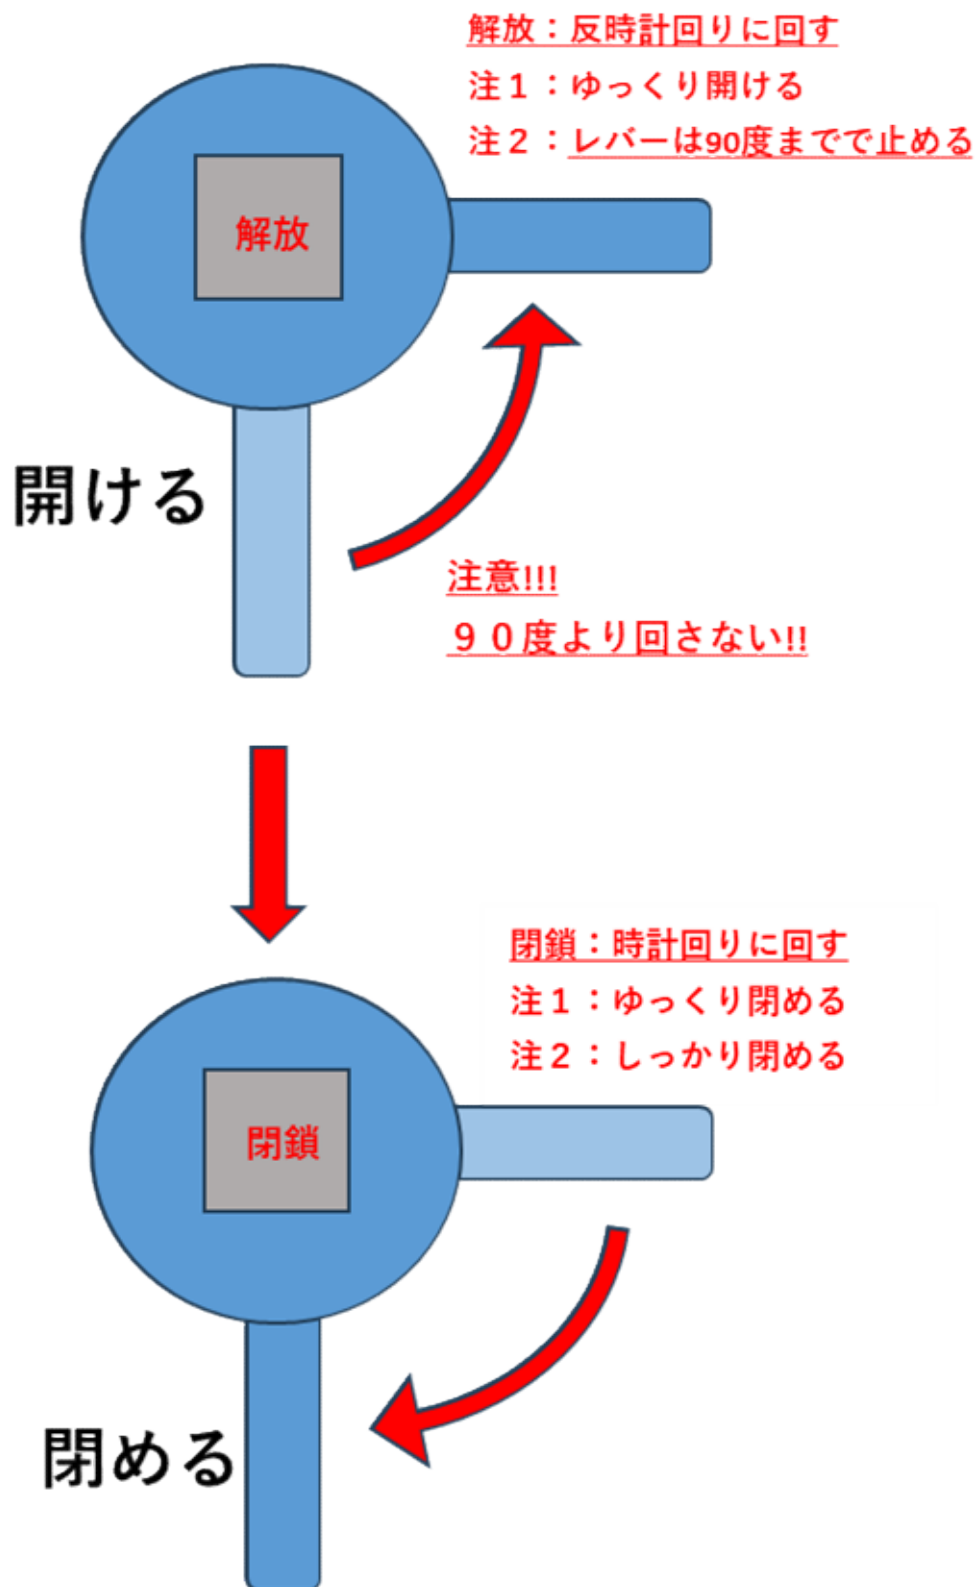 解放：反時計回りに回す
注１：ゆっくり開ける
注２：レバーは90度までで止める
解放
開ける
注意!!!
９０度より回さない!!
閉鎖：時計回りに回す
注１：ゆっくり閉める
注２：しっかり閉める
閉鎖
閉める